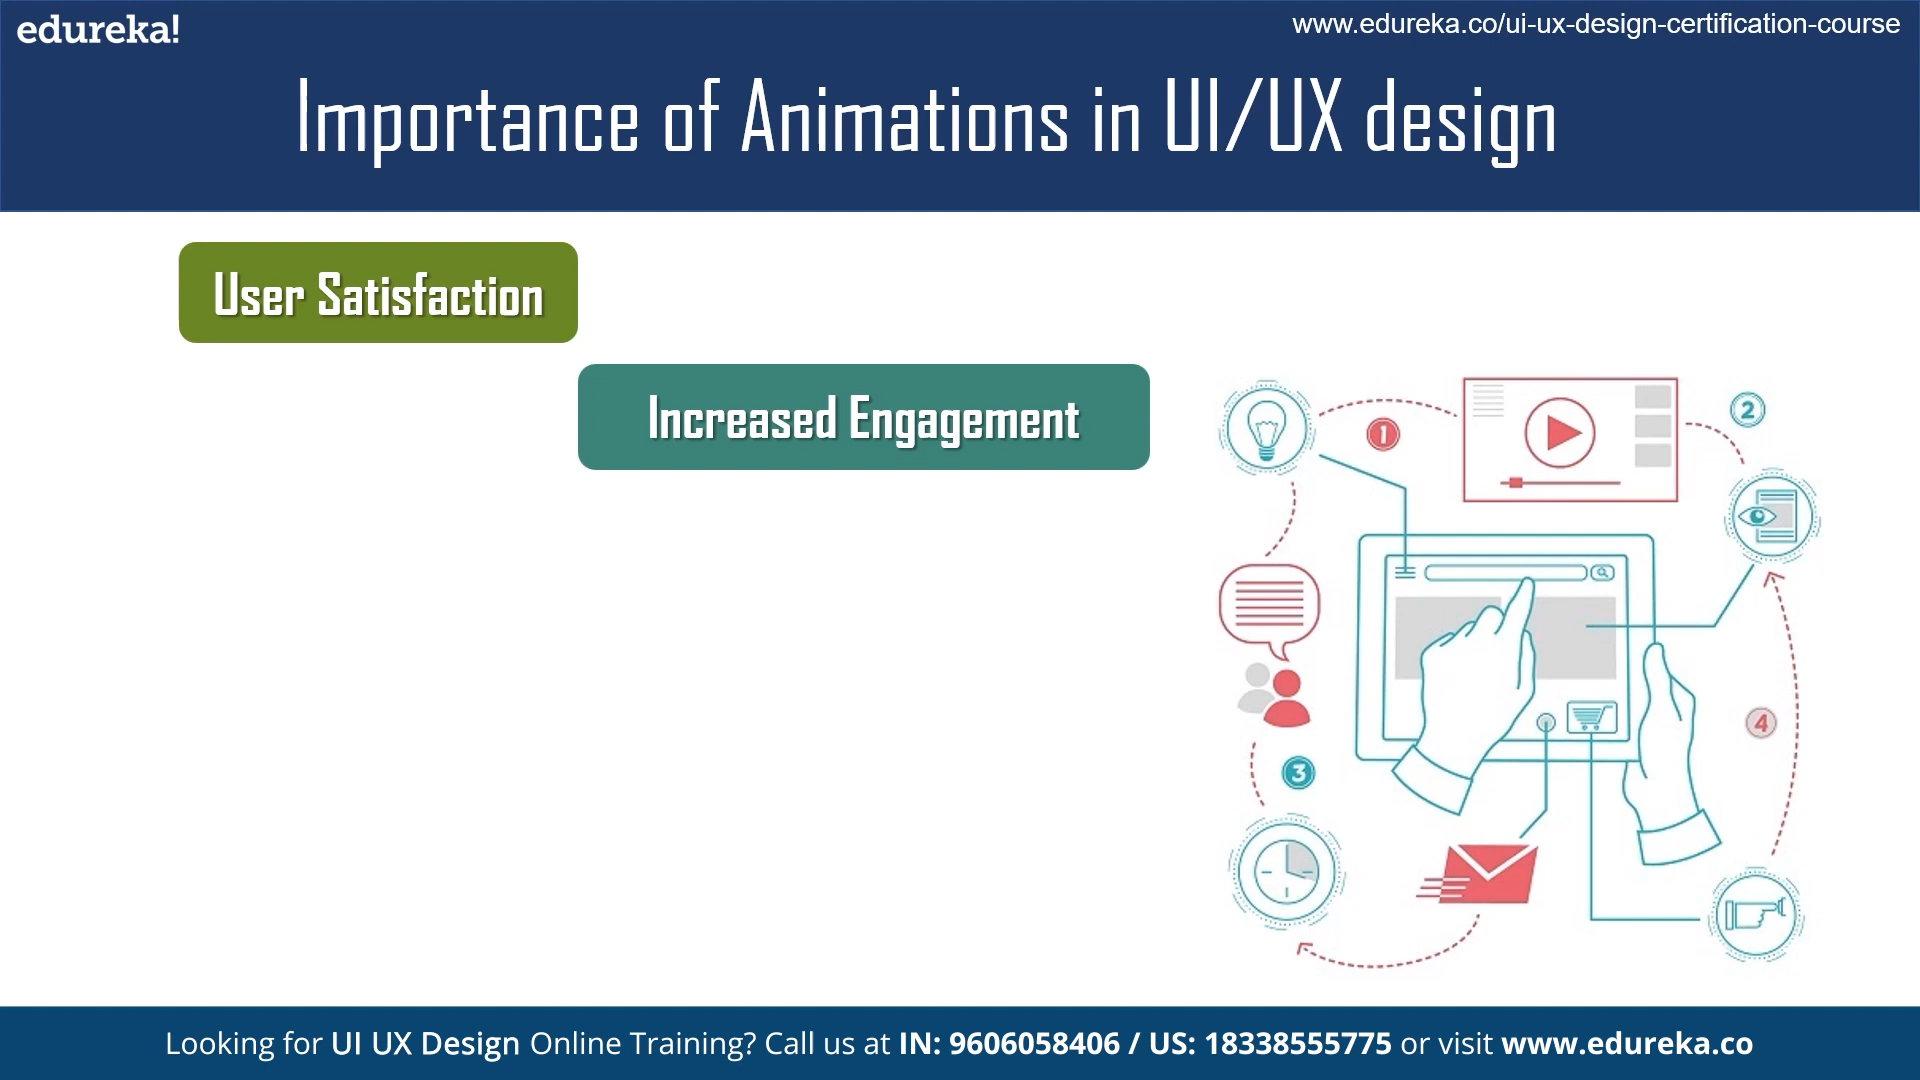 edureka!
www.edureka.co/ui-ux-design-certification-course
Importance of Animations in UI/UX design
User Satisfaction
Increased Engagement
1
2
3
4
Looking for UI UX Design Online Training? Call us at IN: 9606058406 / US: 18338555775 or visit www.edureka.co